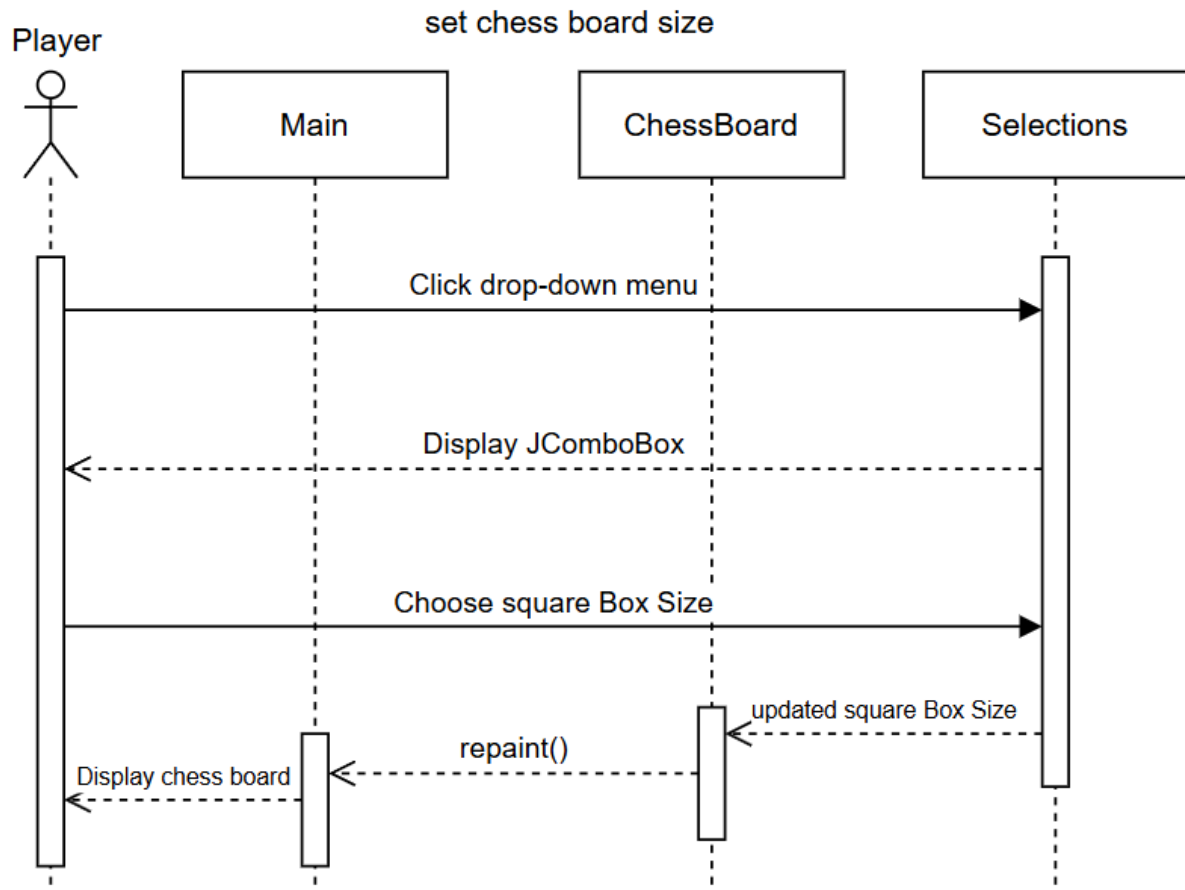 set chess board size
Player
Main
ChessBoard
Selections
Click drop-down menu
Display JComboBox
Choose square Box Size
updated square Box Size
repaint()
Display chess board